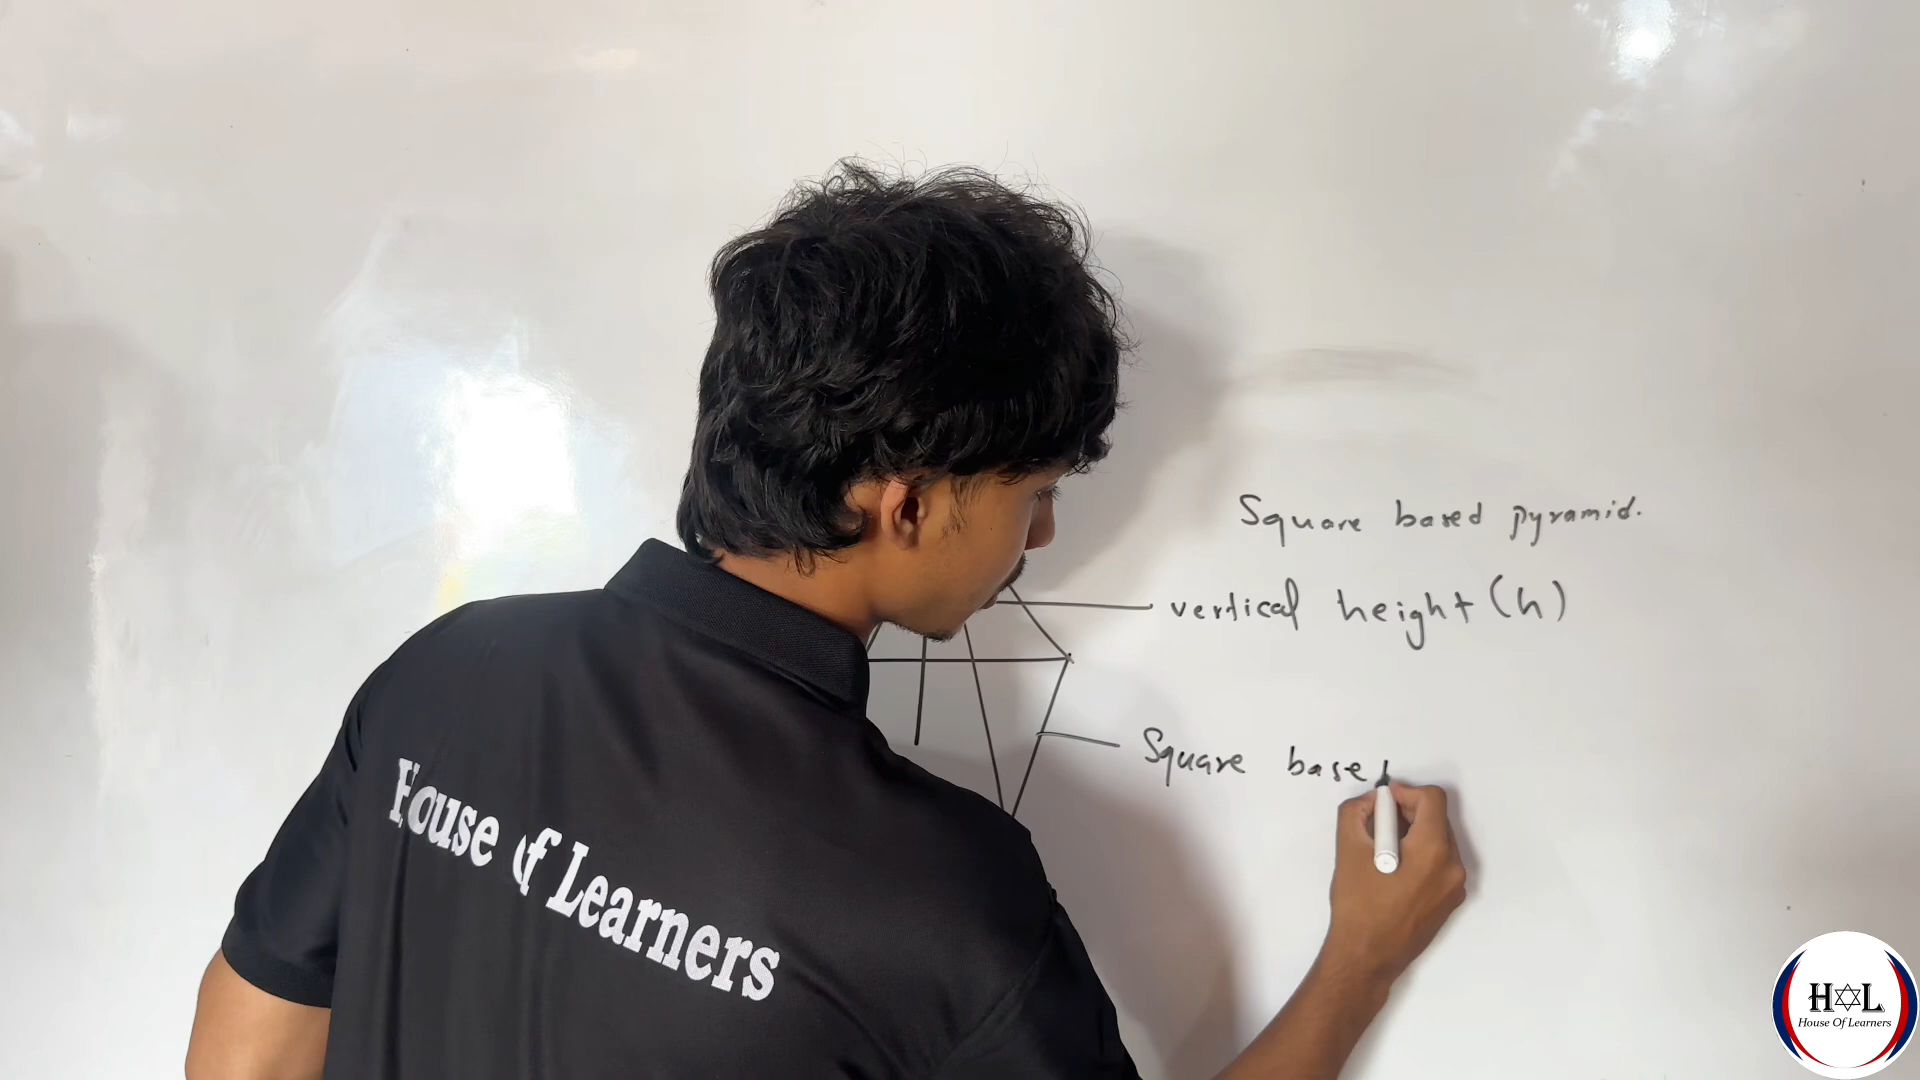 Square based pyramid.
vertical height (h)
Square base
House Of Learners
H L
House Of Learners